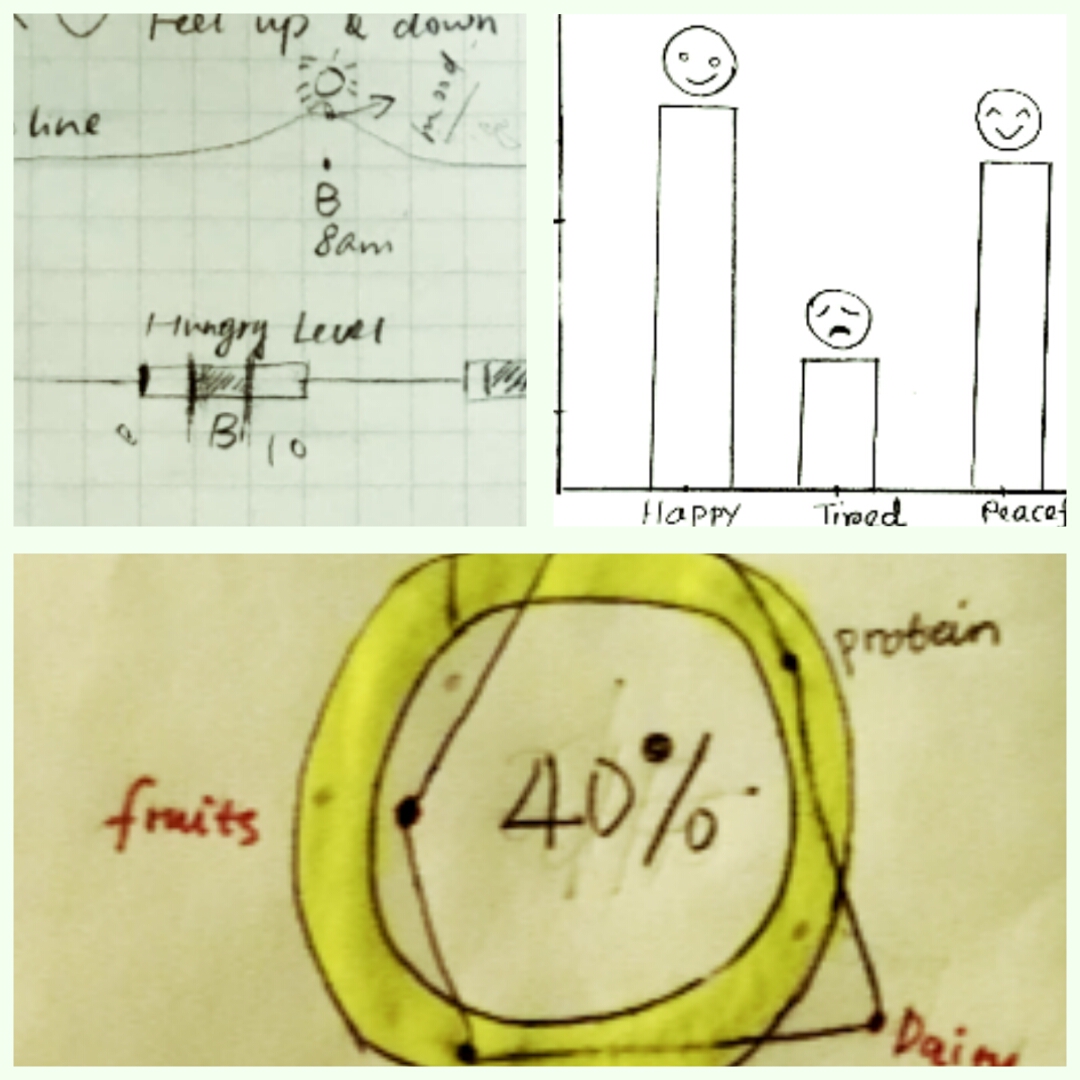 Feel up & down
line
mood
B
8am
Hungry Level
0 B 10
Happy Tired Peacef
protein
40%
fruits
Dairy